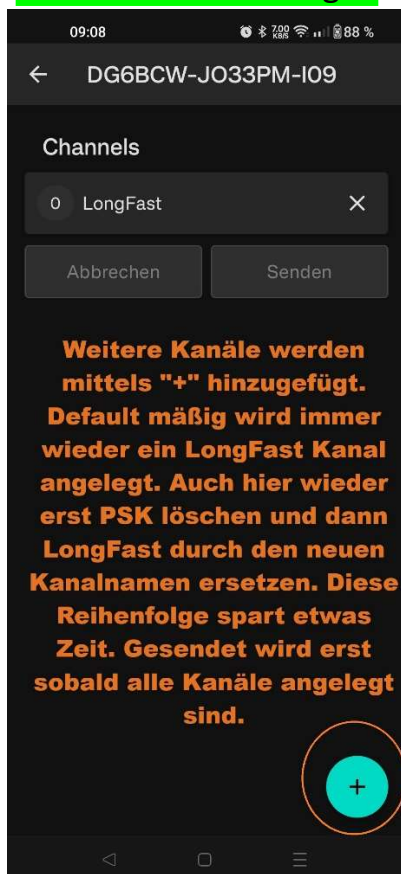 09:08 7.00 KB/S 88 %
← DG6BCW-JO33PM-I09
Channels
0 LongFast ×
Abbrechen Senden
Weitere Kanäle werden
mittels "+" hinzugefügt.
Default mäßig wird immer
wieder ein LongFast Kanal
angelegt. Auch hier wieder
erst PSK löschen und dann
LongFast durch den neuen
Kanalnamen ersetzen. Diese
Reihenfolge spart etwas
Zeit. Gesendet wird erst
sobald alle Kanäle angelegt
sind.
+